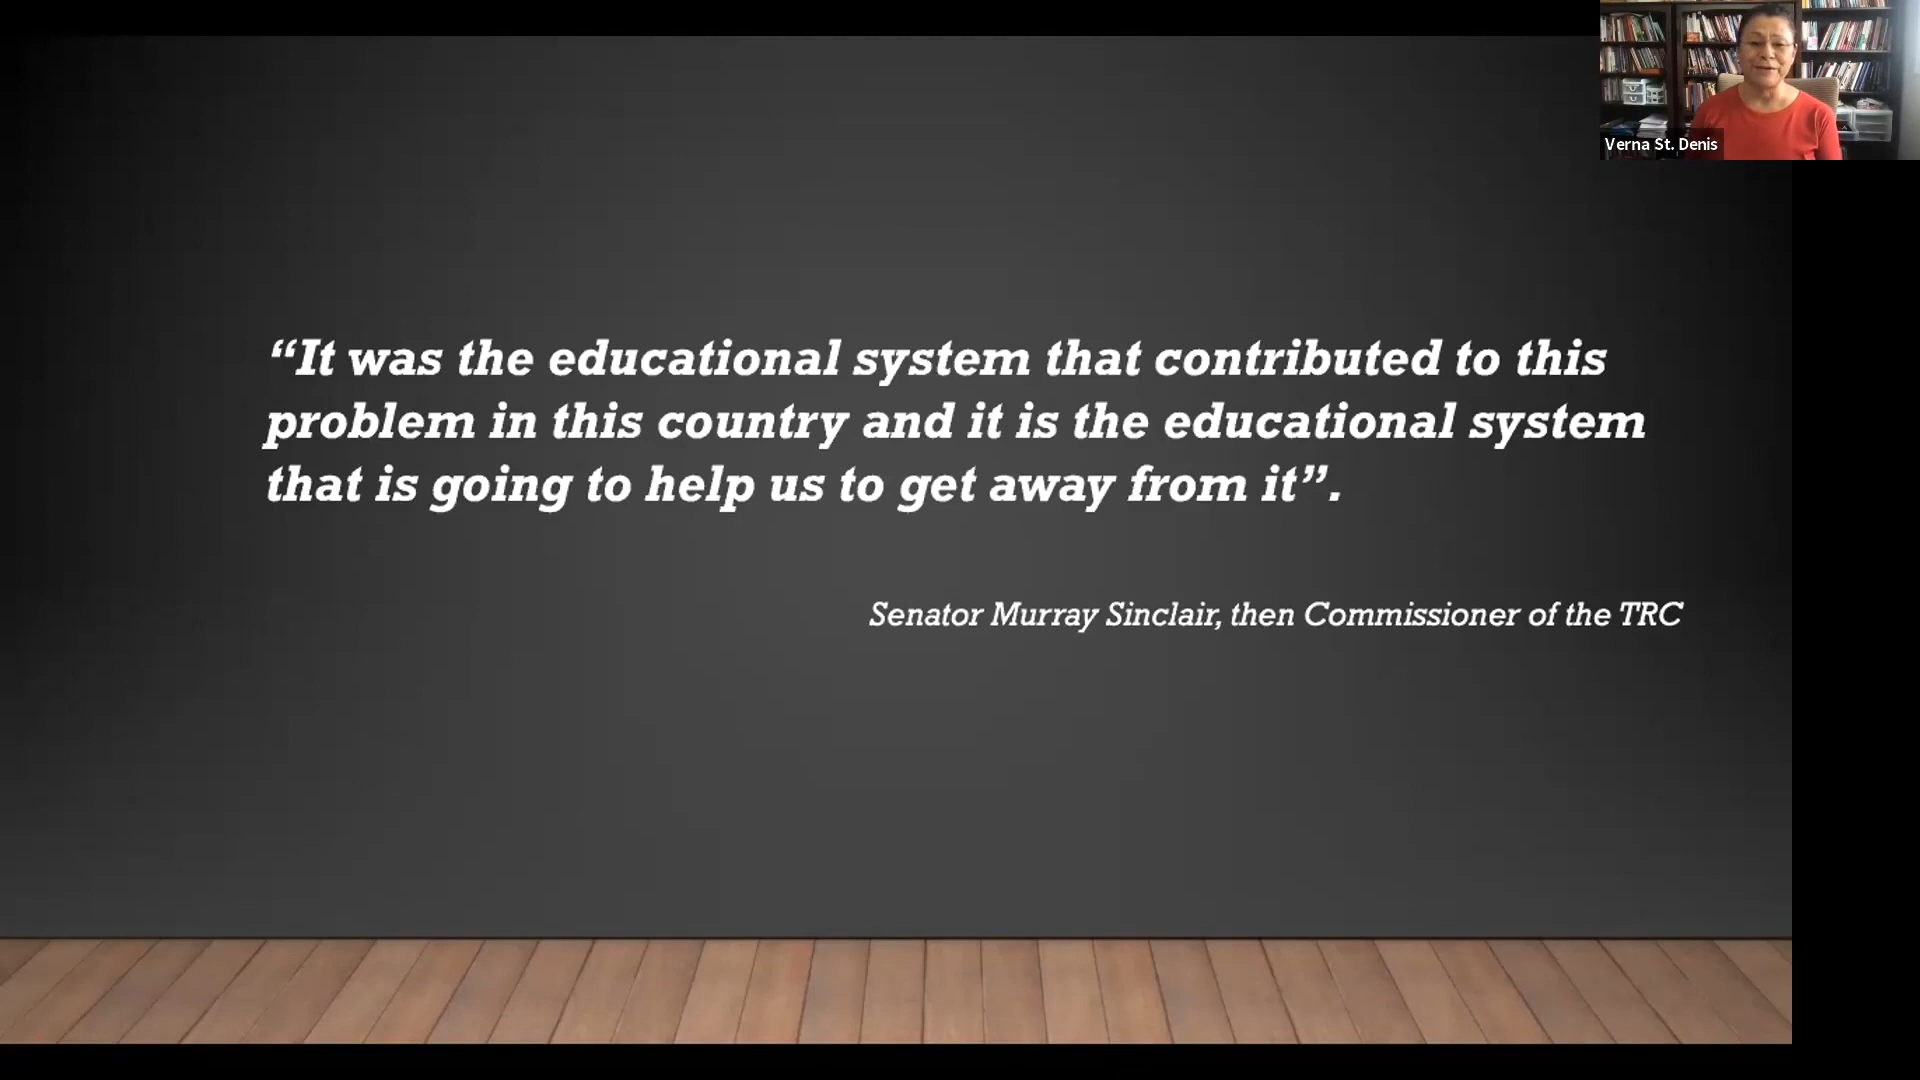 Verna St. Denis
“It was the educational system that contributed to this
problem in this country and it is the educational system
that is going to help us to get away from it”.
Senator Murray Sinclair, then Commissioner of the TRC